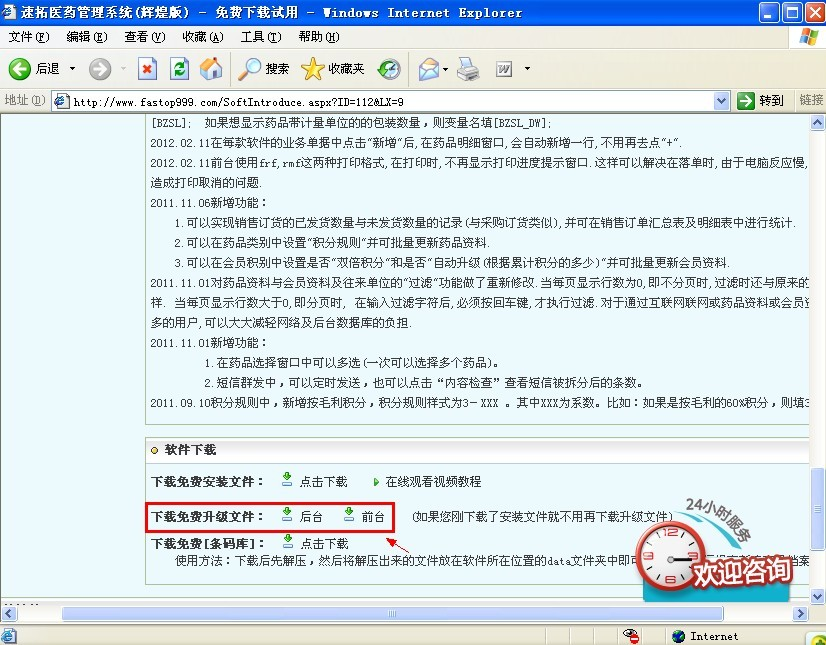 速拓医药管理系统(辉煌版) - 免费下载试用 - Windows Internet Explorer
文件(F) 编辑(E) 查看(V) 收藏(A) 工具(T) 帮助(H)
后退 搜索 收藏夹
地址(D) http://www.fastop999.com/SoftIntroduce.aspx?ID=112&LX=9 转到 链接
[BZSL]; 如果想显示药品带计量单位的的包装数量，则变量名填[BZSL_DW];
2012.02.11在每款软件的业务单据中点击"新增"后,在药品明细窗口,会自动新增一行,不用再去点"+".
2012.02.11前台使用frf,rmf这两种打印格式,在打印时,不再显示打印进度提示窗口.这样可以解决在落单时,由于电脑反应慢,
造成打印取消的问题.
2011.11.06新增功能：
1.可以实现销售订货的已发货数量与未发货数量的记录(与采购订货类似),并可在销售订单汇总表及明细表中进行统计.
2.可以在药品类别中设置"积分规则"并可批量更新药品资料.
3.可以在会员积别中设置是否"双倍积分"和是否"自动升级(根据累计积分的多少)"并可批量更新会员资料.
2011.11.01对药品资料与会员资料及往来单位的"过滤"功能做了重新修改.当每页显示行数为0,即不分页时,过滤时还与原来的
样. 当每页显示行数大于0,即分页时, 在输入过滤字符后,必须按回车键,才执行过滤.对于通过互联网联网或药品资料或会员资
多的用户,可以大大减轻网络及后台数据库的负担.
2011.11.01新增功能：
1.在药品选择窗口中可以多选(一次可以选择多个药品)。
2.短信群发中，可以定时发送，也可以点击“内容检查”查看短信被拆分后的条数。
2011.09.10积分规则中，新增按毛利积分，积分规则样式为3－XXX 。其中XXX为系数。比如：如果是按毛利的60%积分，则填3
软件下载
下载免费安装文件： 点击下载 在线观看视频教程
下载免费升级文件： 后台 前台 (如果您刚下载了安装文件就不用再下载升级文件)
下载免费[条码库]： 点击下载
使用方法：下载后先解压，然后将解压出来的文件放在软件所在位置的data文件夹中即可
24小时服务
欢迎咨询
Internet